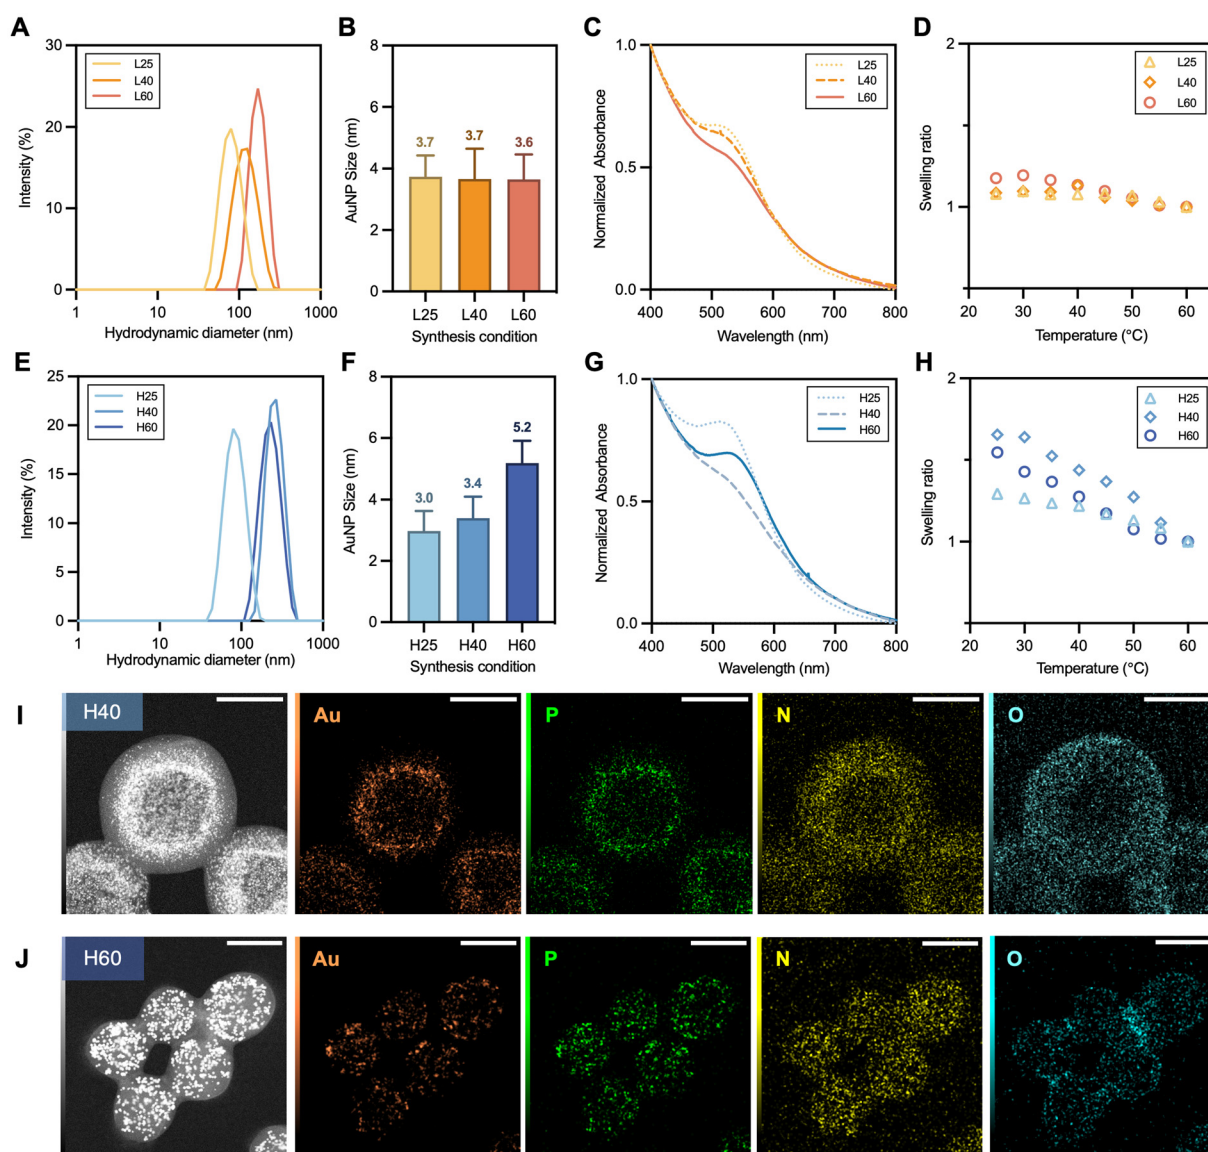 A
Intensity (%)
30
20
10
0
L25
L40
L60
1
10
100
1000
Hydrodynamic diameter (nm)
B
AuNP Size (nm)
8
6
4
2
0
3.7
3.7
3.6
L25
L40
L60
Synthesis condition
C
Normalized Absorbance
1.0
0.5
0.0
L25
L40
L60
400
500
600
700
800
Wavelength (nm)
D
Swelling ratio
2
1
L25
L40
L60
20
30
40
50
60
Temperature (°C)
E
Intensity (%)
25
20
15
10
5
0
H25
H40
H60
1
10
100
1000
Hydrodynamic diameter (nm)
F
AuNP Size (nm)
8
6
4
2
0
3.0
3.4
5.2
H25
H40
H60
Synthesis condition
G
Normalized Absorbance
1.0
0.5
0.0
H25
H40
H60
400
500
600
700
800
Wavelength (nm)
H
Swelling ratio
2
1
H25
H40
H60
20
30
40
50
60
Temperature (°C)
I
H40
Au
P
N
O
J
H60
Au
P
N
O